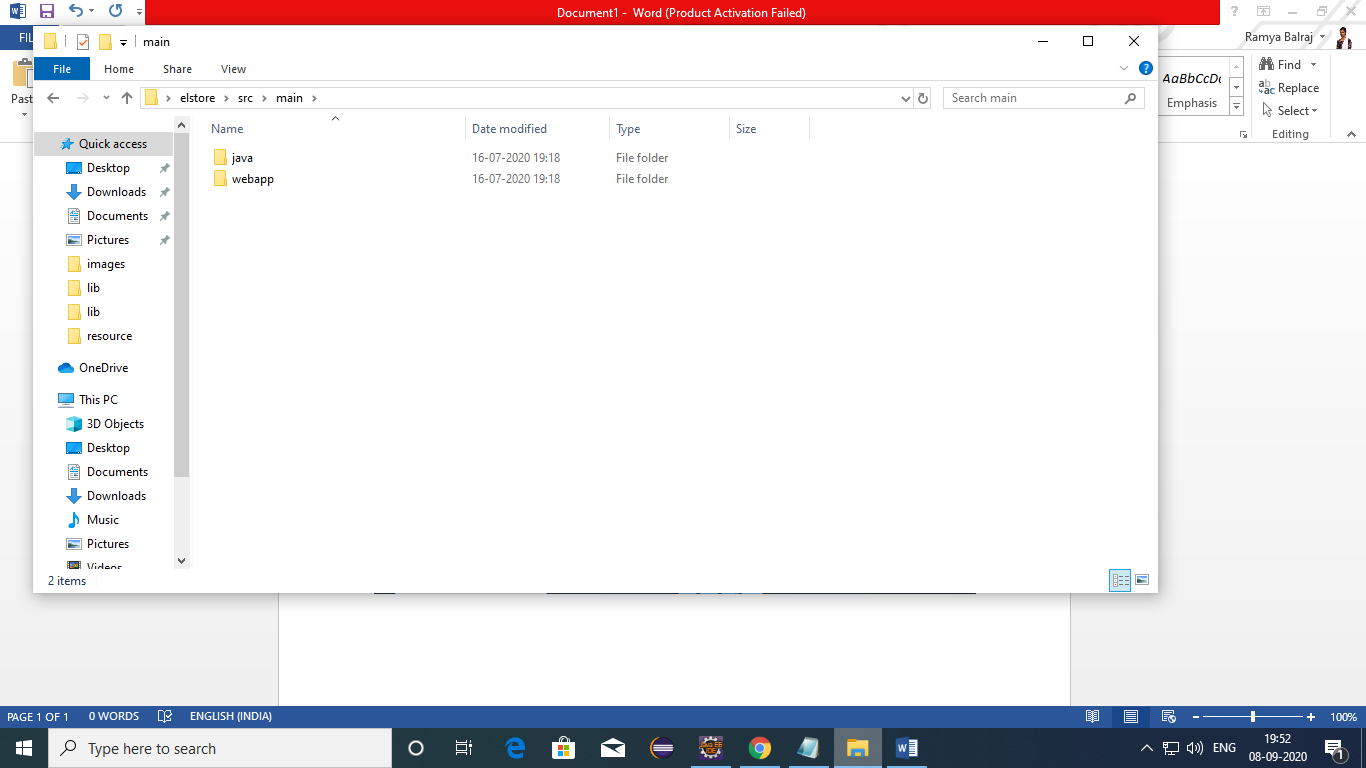 Document1 - Word (Product Activation Failed)
FIL
Ramya Balraj
main
File Home Share View
Past
elstore src main
Search main
AaBbCcDc
Emphasis
Find
Replace
Select
Editing
Name Date modified Type Size
java 16-07-2020 19:18 File folder
webapp 16-07-2020 19:18 File folder
Quick access
Desktop
Downloads
Documents
Pictures
images
lib
lib
resource
OneDrive
This PC
3D Objects
Desktop
Documents
Downloads
Music
Pictures
Videos
2 items
PAGE 1 OF 1 0 WORDS ENGLISH (INDIA) 100%
Type here to search
ENG
19:52
08-09-2020
1